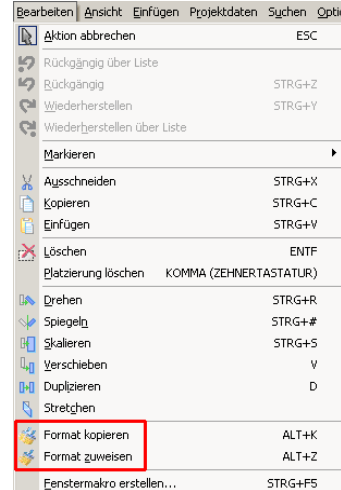 Bearbeiten Ansicht Einfügen Projektdaten Suchen Opti
Aktion abbrechen ESC
Rückgängig über Liste
Rückgängig STRG+Z
Wiederherstellen STRG+Y
Wiederherstellen über Liste
Markieren
Ausschneiden STRG+X
Kopieren STRG+C
Einfügen STRG+V
Löschen ENTF
Platzierung löschen KOMMA (ZEHNERTASTATUR)
Drehen STRG+R
Spiegeln STRG+#
Skalieren STRG+S
Verschieben V
Duplizieren D
Stretchen
Format kopieren ALT+K
Format zuweisen ALT+Z
Fenstermakro erstellen... STRG+F5